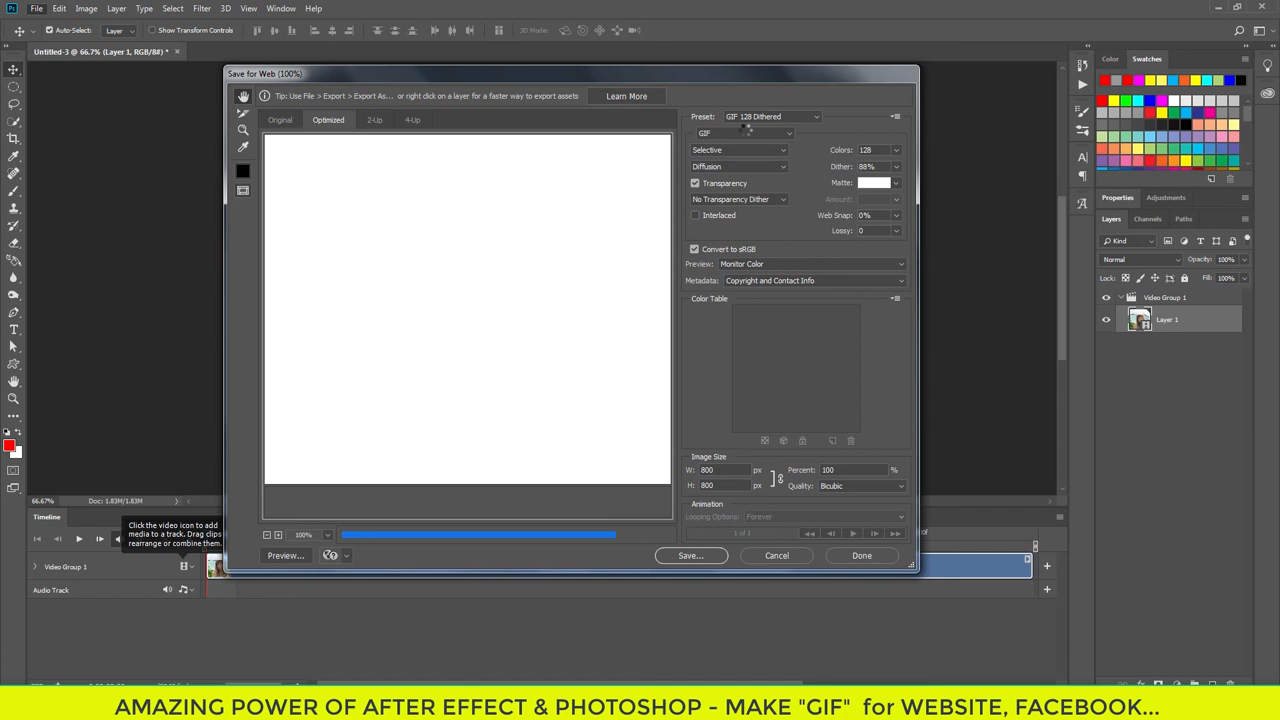 Ps File Edit Image Layer Type Select Filter 3D View Window Help
Auto-Select: Layer Show Transform Controls 3D Mode:
Untitled-3 @ 66.7% (Layer 1, RGB/8#) *
Save for Web (100%)
Tip: Use File > Export > Export As... or right click on a layer for a faster way to export assets Learn More
Original Optimized 2-Up 4-Up
Preset: GIF 128 Dithered
GIF
Selective Colors: 128
Diffusion Dither: 88%
Transparency Matte:
No Transparency Dither Amount:
Interlaced Web Snap: 0%
Lossy: 0
Convert to sRGB
Preview: Monitor Color
Metadata: Copyright and Contact Info
Color Table
Image Size
W: 800 px Percent: 100 %
H: 800 px Quality: Bicubic
Animation
Looping Options: Forever
1 of 1
100%
Preview... Save... Cancel Done
Color Swatches
Properties Adjustments
Layers Channels Paths
Kind
Normal Opacity: 100%
Lock: Fill: 100%
Video Group 1
Layer 1
66.67% Doc: 1.83M/1.83M
Timeline
Click the video icon to add
media to a track. Drag clips
rearrange or combine them.
Video Group 1
Audio Track
AMAZING POWER OF AFTER EFFECT & PHOTOSHOP - MAKE "GIF" for WEBSITE, FACEBOOK...